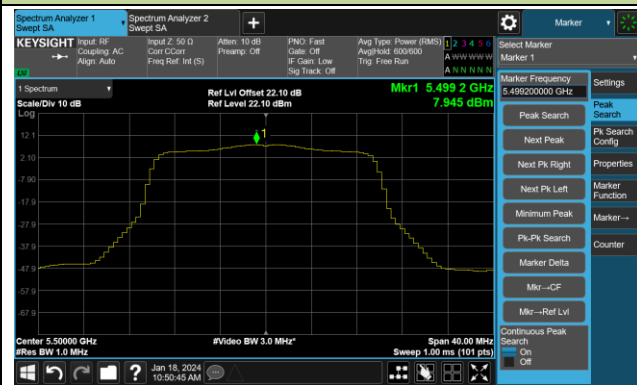 Spectrum Analyzer 1
Swept SA
Spectrum Analyzer 2
Swept SA
+
Marker
KEYSIGHT
Input: RF
Coupling: AC
Align: Auto
Input Z: 50 Ω
Corr CCorr
Freq Ref: Int (S)
Atten: 10 dB
Preamp: Off
PNO: Fast
Gate: Off
IF Gain: Low
Sig Track: Off
Avg Type: Power (RMS)
Avg|Hold: 600/600
Trig: Free Run
1 2 3 4 5 6
A W W W W W
A N N N N N
LXI
Select Marker
Marker 1
1 Spectrum
Scale/Div 10 dB
Log
Ref Lvl Offset 22.10 dB
Ref Level 22.10 dBm
Mkr1 5.499 2 GHz
7.945 dBm
1
12.1
2.10
-7.90
-17.9
-27.9
-37.9
-47.9
-57.9
-67.9
Center 5.50000 GHz
#Res BW 1.0 MHz
#Video BW 3.0 MHz*
Span 40.00 MHz
Sweep 1.00 ms (101 pts)
Marker Frequency
5.499200000 GHz
Peak Search
Next Peak
Next Pk Right
Next Pk Left
Minimum Peak
Pk-Pk Search
Marker Delta
Mkr→CF
Mkr→Ref Lvl
Continuous Peak
Search
On
Off
Settings
Peak
Search
Pk Search
Config
Properties
Marker
Function
Marker→
Counter
?
Jan 18, 2024
10:50:45 AM